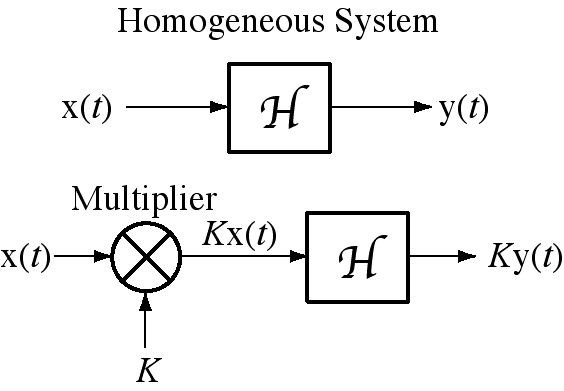 Homogeneous System
x(t) ℋ y(t)
Multiplier
x(t) Kx(t) ℋ Ky(t)
K